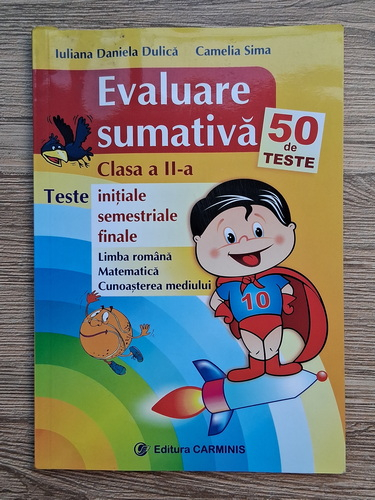 Iuliana Daniela Dulică Camelia Sima
Evaluare
sumativă
50
de
TESTE
Clasa a II-a
Teste inițiale
semestriale
finale
Limba română
Matematică
Cunoașterea mediului
10
Editura CARMINIS